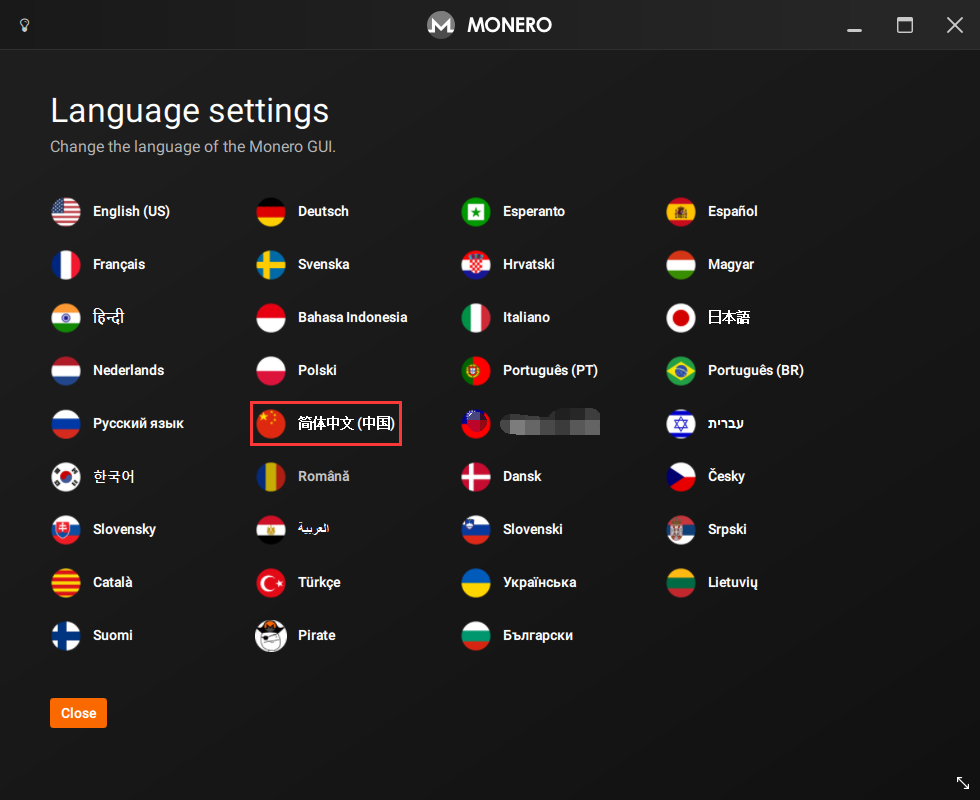 MONERO
Language settings
Change the language of the Monero GUI.
English (US) Deutsch Esperanto Español
Français Svenska Hrvatski Magyar
हिन्दी Bahasa Indonesia Italiano 日本語
Nederlands Polski Português (PT) Português (BR)
Русский язык 简体中文 (中国) עברית
한국어 Română Dansk Česky
Slovensky العربية Slovenski Srpski
Català Türkçe Українська Lietuvių
Suomi Pirate Български
Close